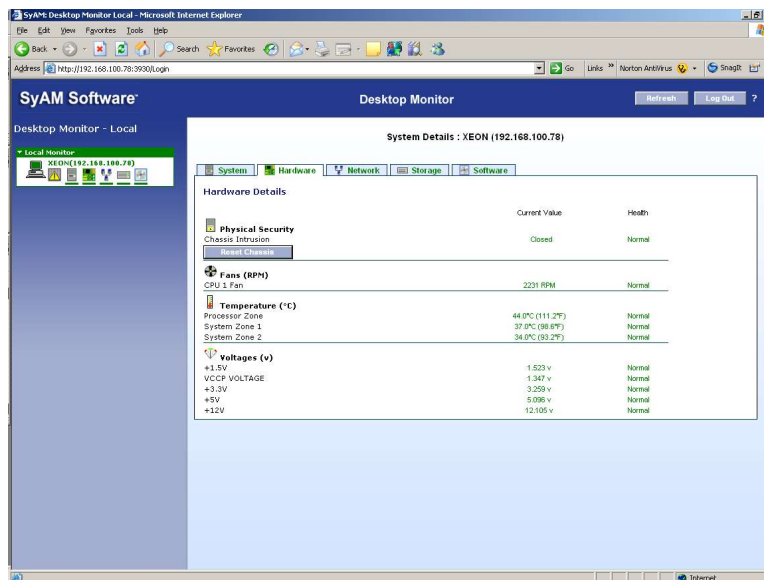 SyAM: Desktop Monitor Local - Microsoft Internet Explorer
File Edit View Favorites Tools Help
Back Search Favorites
Address http://192.168.100.78:3930/Login Go Links » Norton AntiVirus SnagIt
SyAM Software Desktop Monitor Refresh Log Out ?
Desktop Monitor - Local
System Details : XEON (192.168.100.78)
Local Monitor
XEON(192.168.100.78)
System Hardware Network Storage Software
Hardware Details
Current Value Health
Physical Security
Chassis Intrusion Closed Normal
Reset Chassis
Fans (RPM)
CPU 1 Fan 2231 RPM Normal
Temperature (°C)
Processor Zone 44.0°C (111.2°F) Normal
System Zone 1 37.0°C (98.6°F) Normal
System Zone 2 34.0°C (93.2°F) Normal
Voltages (v)
+1.5V 1.523 v Normal
VCCP VOLTAGE 1.347 v Normal
+3.3V 3.259 v Normal
+5V 5.096 v Normal
+12V 12.105 v Normal
Internet